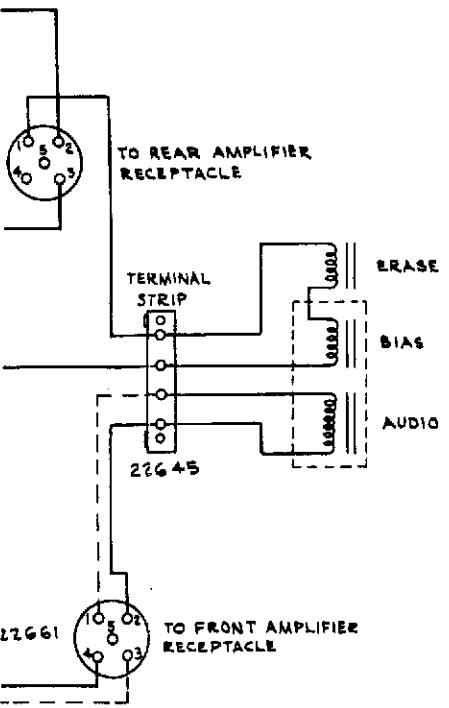 1 2
5
4 3
TO REAR AMPLIFIER
RECEPTACLE
TERMINAL
STRIP
ERASE
BIAS
AUDIO
22645
22661
1 2
5
4 3
TO FRONT AMPLIFIER
RECEPTACLE